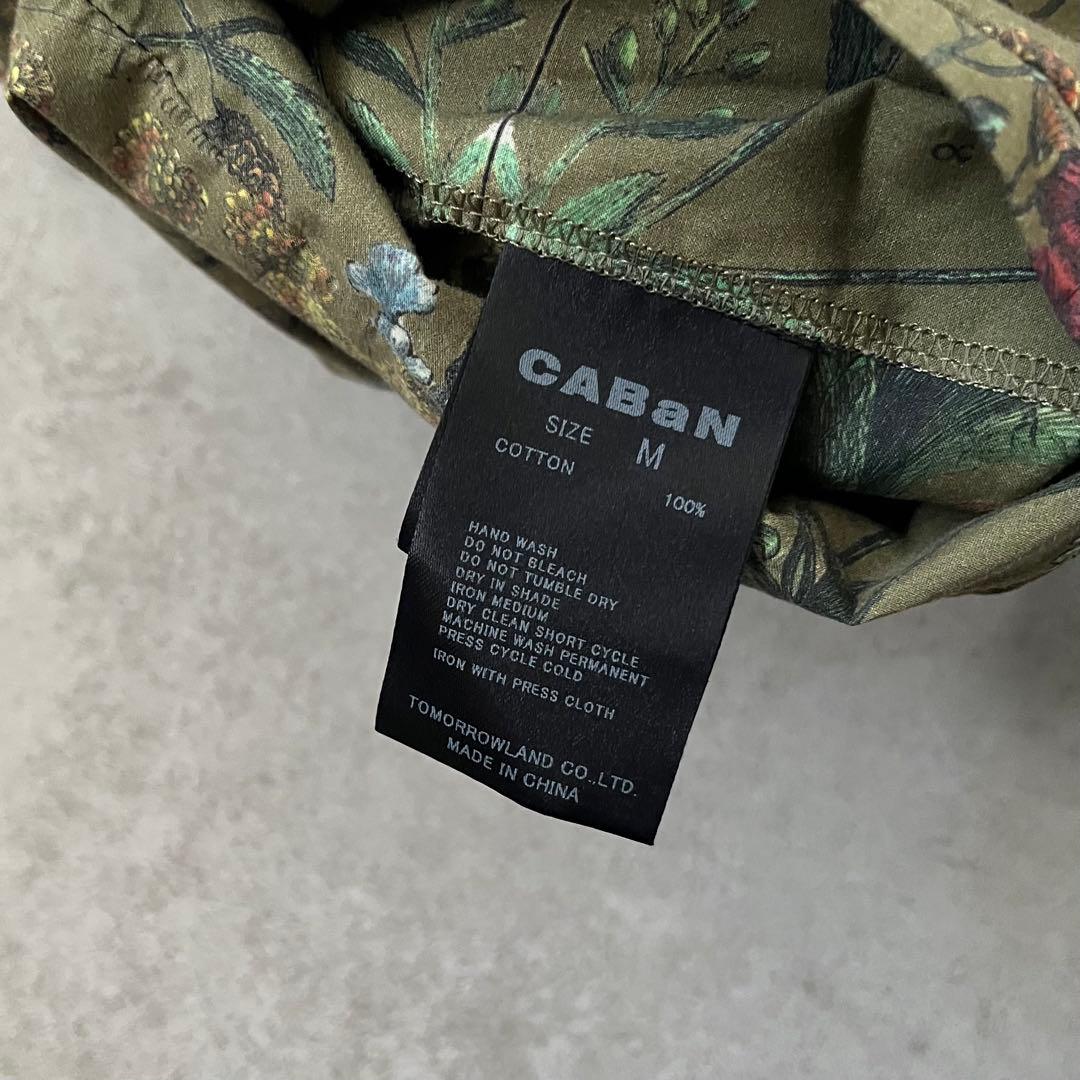 CABaN
SIZE M
COTTON 100%
HAND WASH
DO NOT BLEACH
DO NOT TUMBLE DRY
DRY IN SHADE
IRON MEDIUM
DRY CLEAN SHORT CYCLE
MACHINE WASH PERMANENT
PRESS CYCLE COLD
IRON WITH PRESS CLOTH
TOMORROWLAND CO.,LTD.
MADE IN CHINA